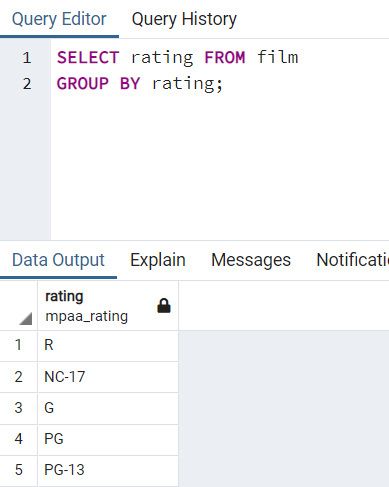 Query Editor Query History
1 SELECT rating FROM film
2 GROUP BY rating;
Data Output Explain Messages Notificati
rating
mpaa_rating
1 R
2 NC-17
3 G
4 PG
5 PG-13